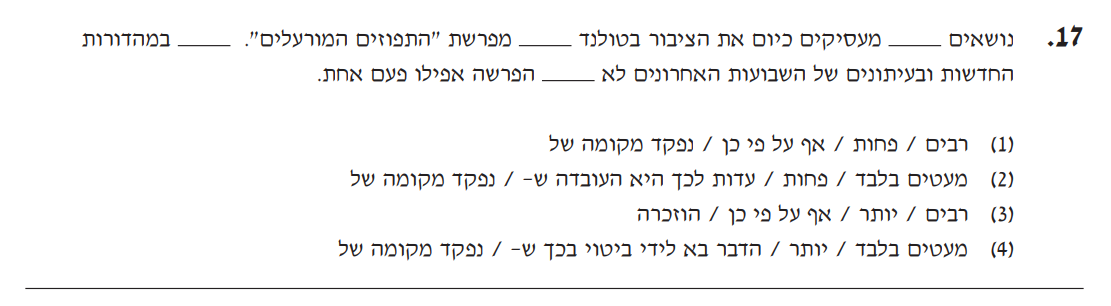 17. נושאים _____ מעסיקים כיום את הציבור בטולנד _____ מפרשת "התפוזים המורעלים". _____ במהדורות
החדשות ובעיתונים של השבועות האחרונים לא _____ הפרשה אפילו פעם אחת.
(1) רבים / פחות / אף על פי כן / נפקד מקומה של
(2) מעטים בלבד / פחות / עדות לכך היא העובדה ש- / נפקד מקומה של
(3) רבים / יותר / אף על פי כן / הוזכרה
(4) מעטים בלבד / יותר / הדבר בא לידי ביטוי בכך ש- / נפקד מקומה של